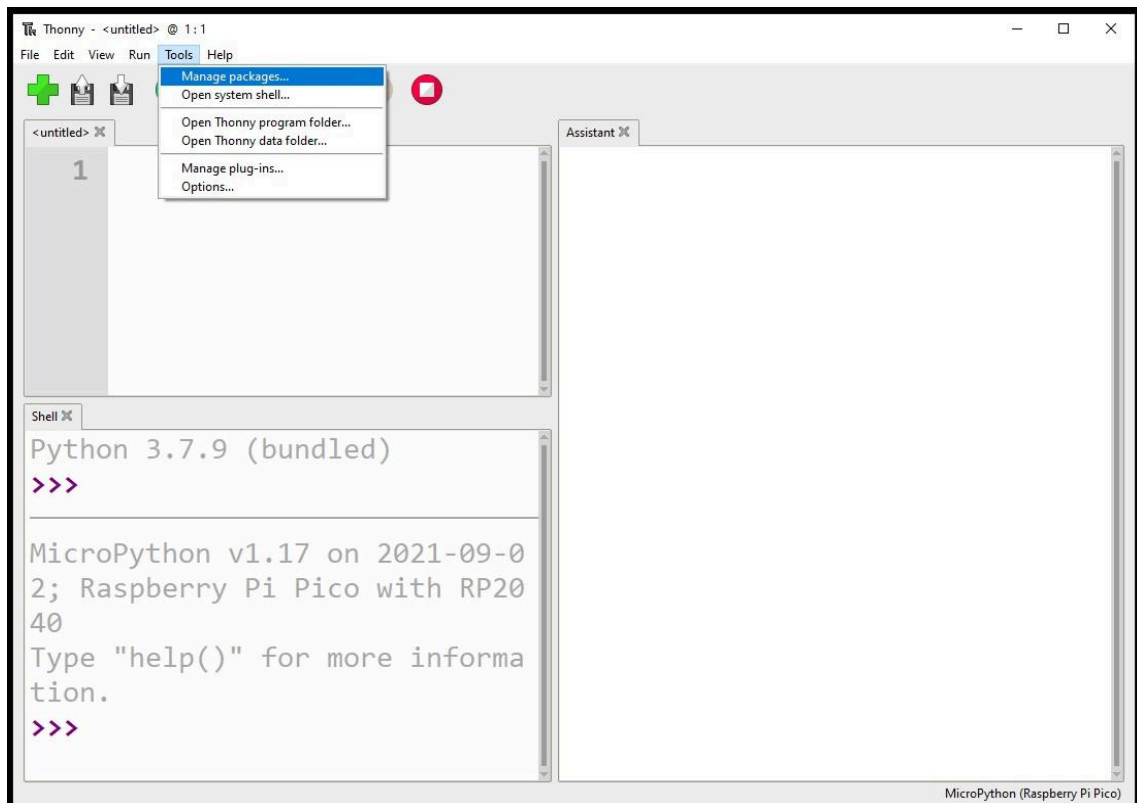 Thonny - <untitled> @ 1 : 1
File Edit View Run Tools Help
Manage packages...
Open system shell...
Open Thonny program folder...
Open Thonny data folder...
Manage plug-ins...
Options...
<untitled>
1
Assistant
Shell
Python 3.7.9 (bundled)
>>>
MicroPython v1.17 on 2021-09-0
2; Raspberry Pi Pico with RP20
40
Type "help()" for more informa
tion.
>>>
MicroPython (Raspberry Pi Pico)